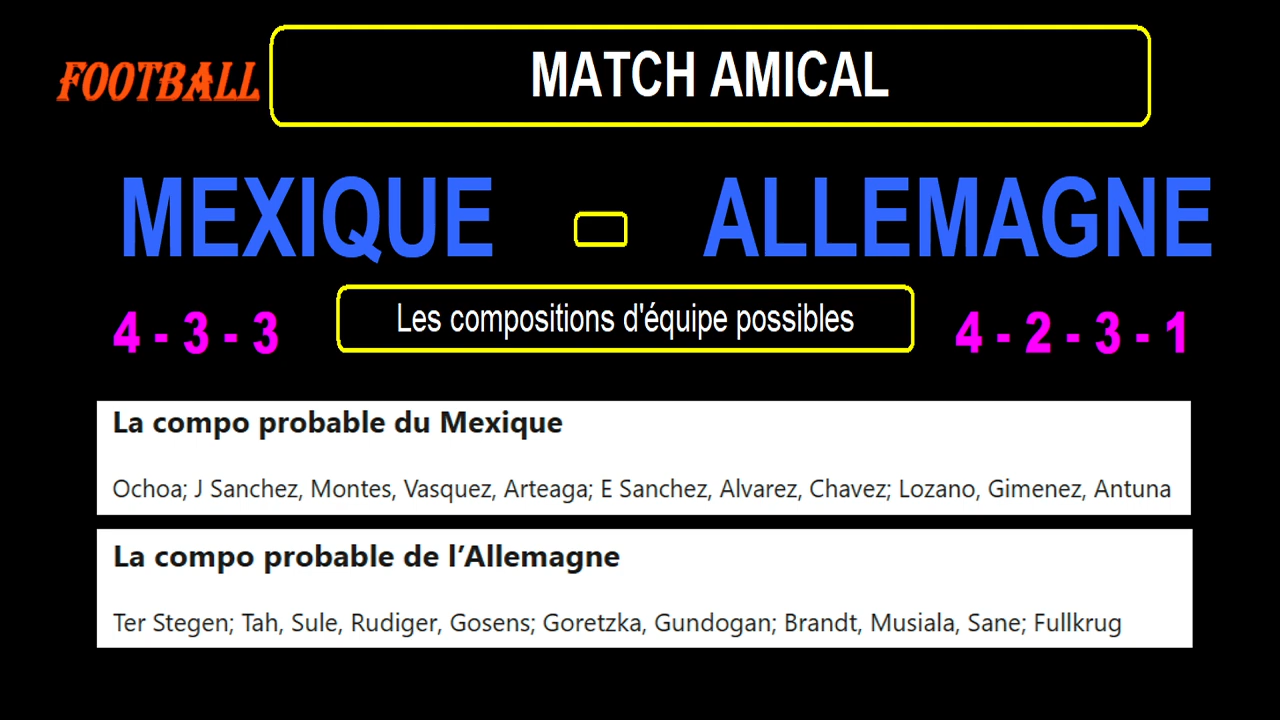 FOOTBALL
MATCH AMICAL
MEXIQUE - ALLEMAGNE
4 - 3 - 3
Les compositions d'équipe possibles
4 - 2 - 3 - 1
La compo probable du Mexique
Ochoa; J Sanchez, Montes, Vasquez, Arteaga; E Sanchez, Alvarez, Chavez; Lozano, Gimenez, Antuna
La compo probable de l’Allemagne
Ter Stegen; Tah, Sule, Rudiger, Gosens; Goretzka, Gundogan; Brandt, Musiala, Sane; Fullkrug